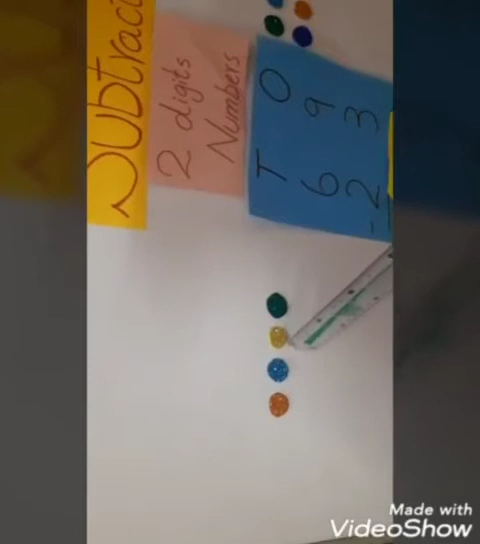 Subtrac
2 digits
Numbers
T O
6 9
-2 3
Made with
VideoShow